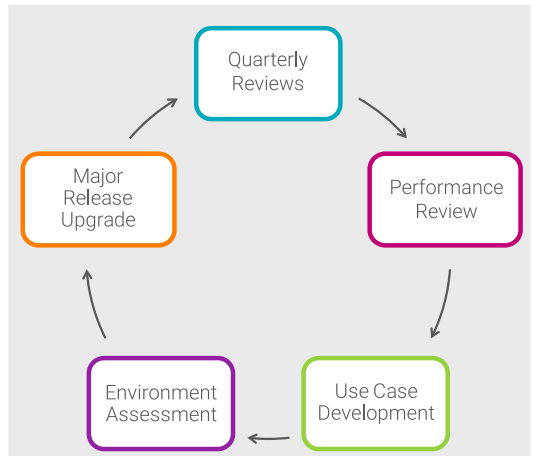 Quarterly
Reviews
Performance
Review
Use Case
Development
Environment
Assessment
Major
Release
Upgrade